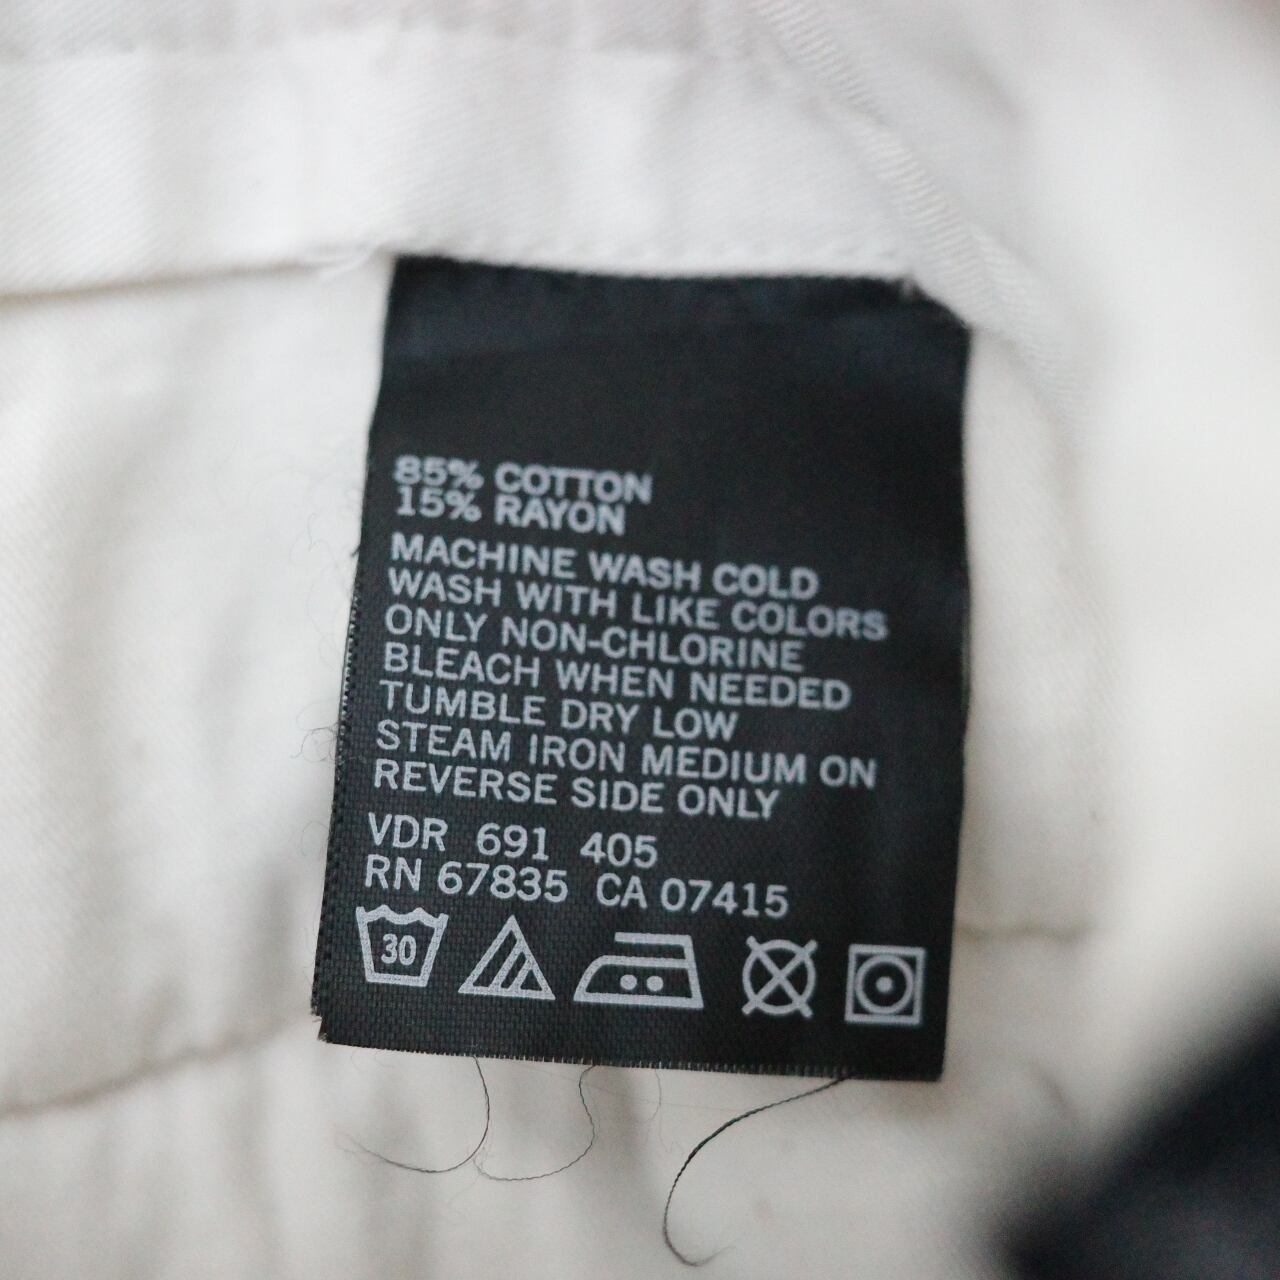 85% COTTON
15% RAYON
MACHINE WASH COLD
WASH WITH LIKE COLORS
ONLY NON-CHLORINE
BLEACH WHEN NEEDED
TUMBLE DRY LOW
STEAM IRON MEDIUM ON
REVERSE SIDE ONLY
VDR 691 405
RN 67835 CA 07415
30